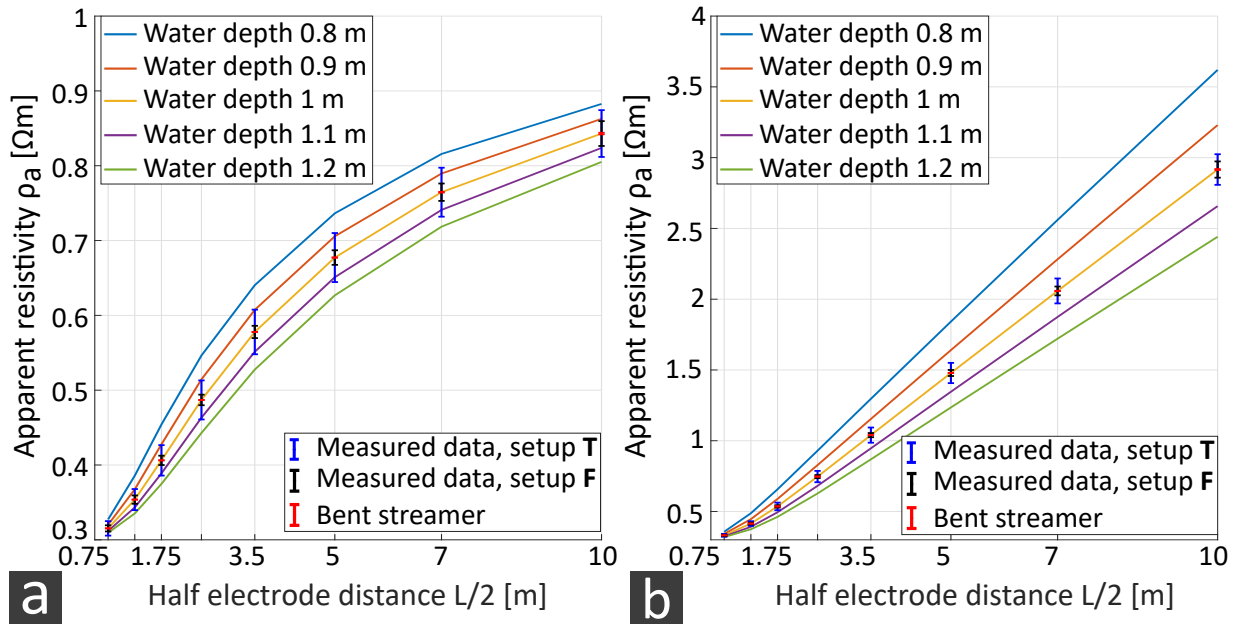 1
0.9
0.8
0.7
0.6
0.5
0.4
0.3
Apparent resistivity ρa [Ωm]
Water depth 0.8 m
Water depth 0.9 m
Water depth 1 m
Water depth 1.1 m
Water depth 1.2 m
Measured data, setup T
Measured data, setup F
Bent streamer
0.75 1.75 3.5 5 7 10
Half electrode distance L/2 [m]
a
4
3.5
3
2.5
2
1.5
1
0.5
Apparent resistivity ρa [Ωm]
Water depth 0.8 m
Water depth 0.9 m
Water depth 1 m
Water depth 1.1 m
Water depth 1.2 m
Measured data, setup T
Measured data, setup F
Bent streamer
0.75 1.75 3.5 5 7 10
Half electrode distance L/2 [m]
b